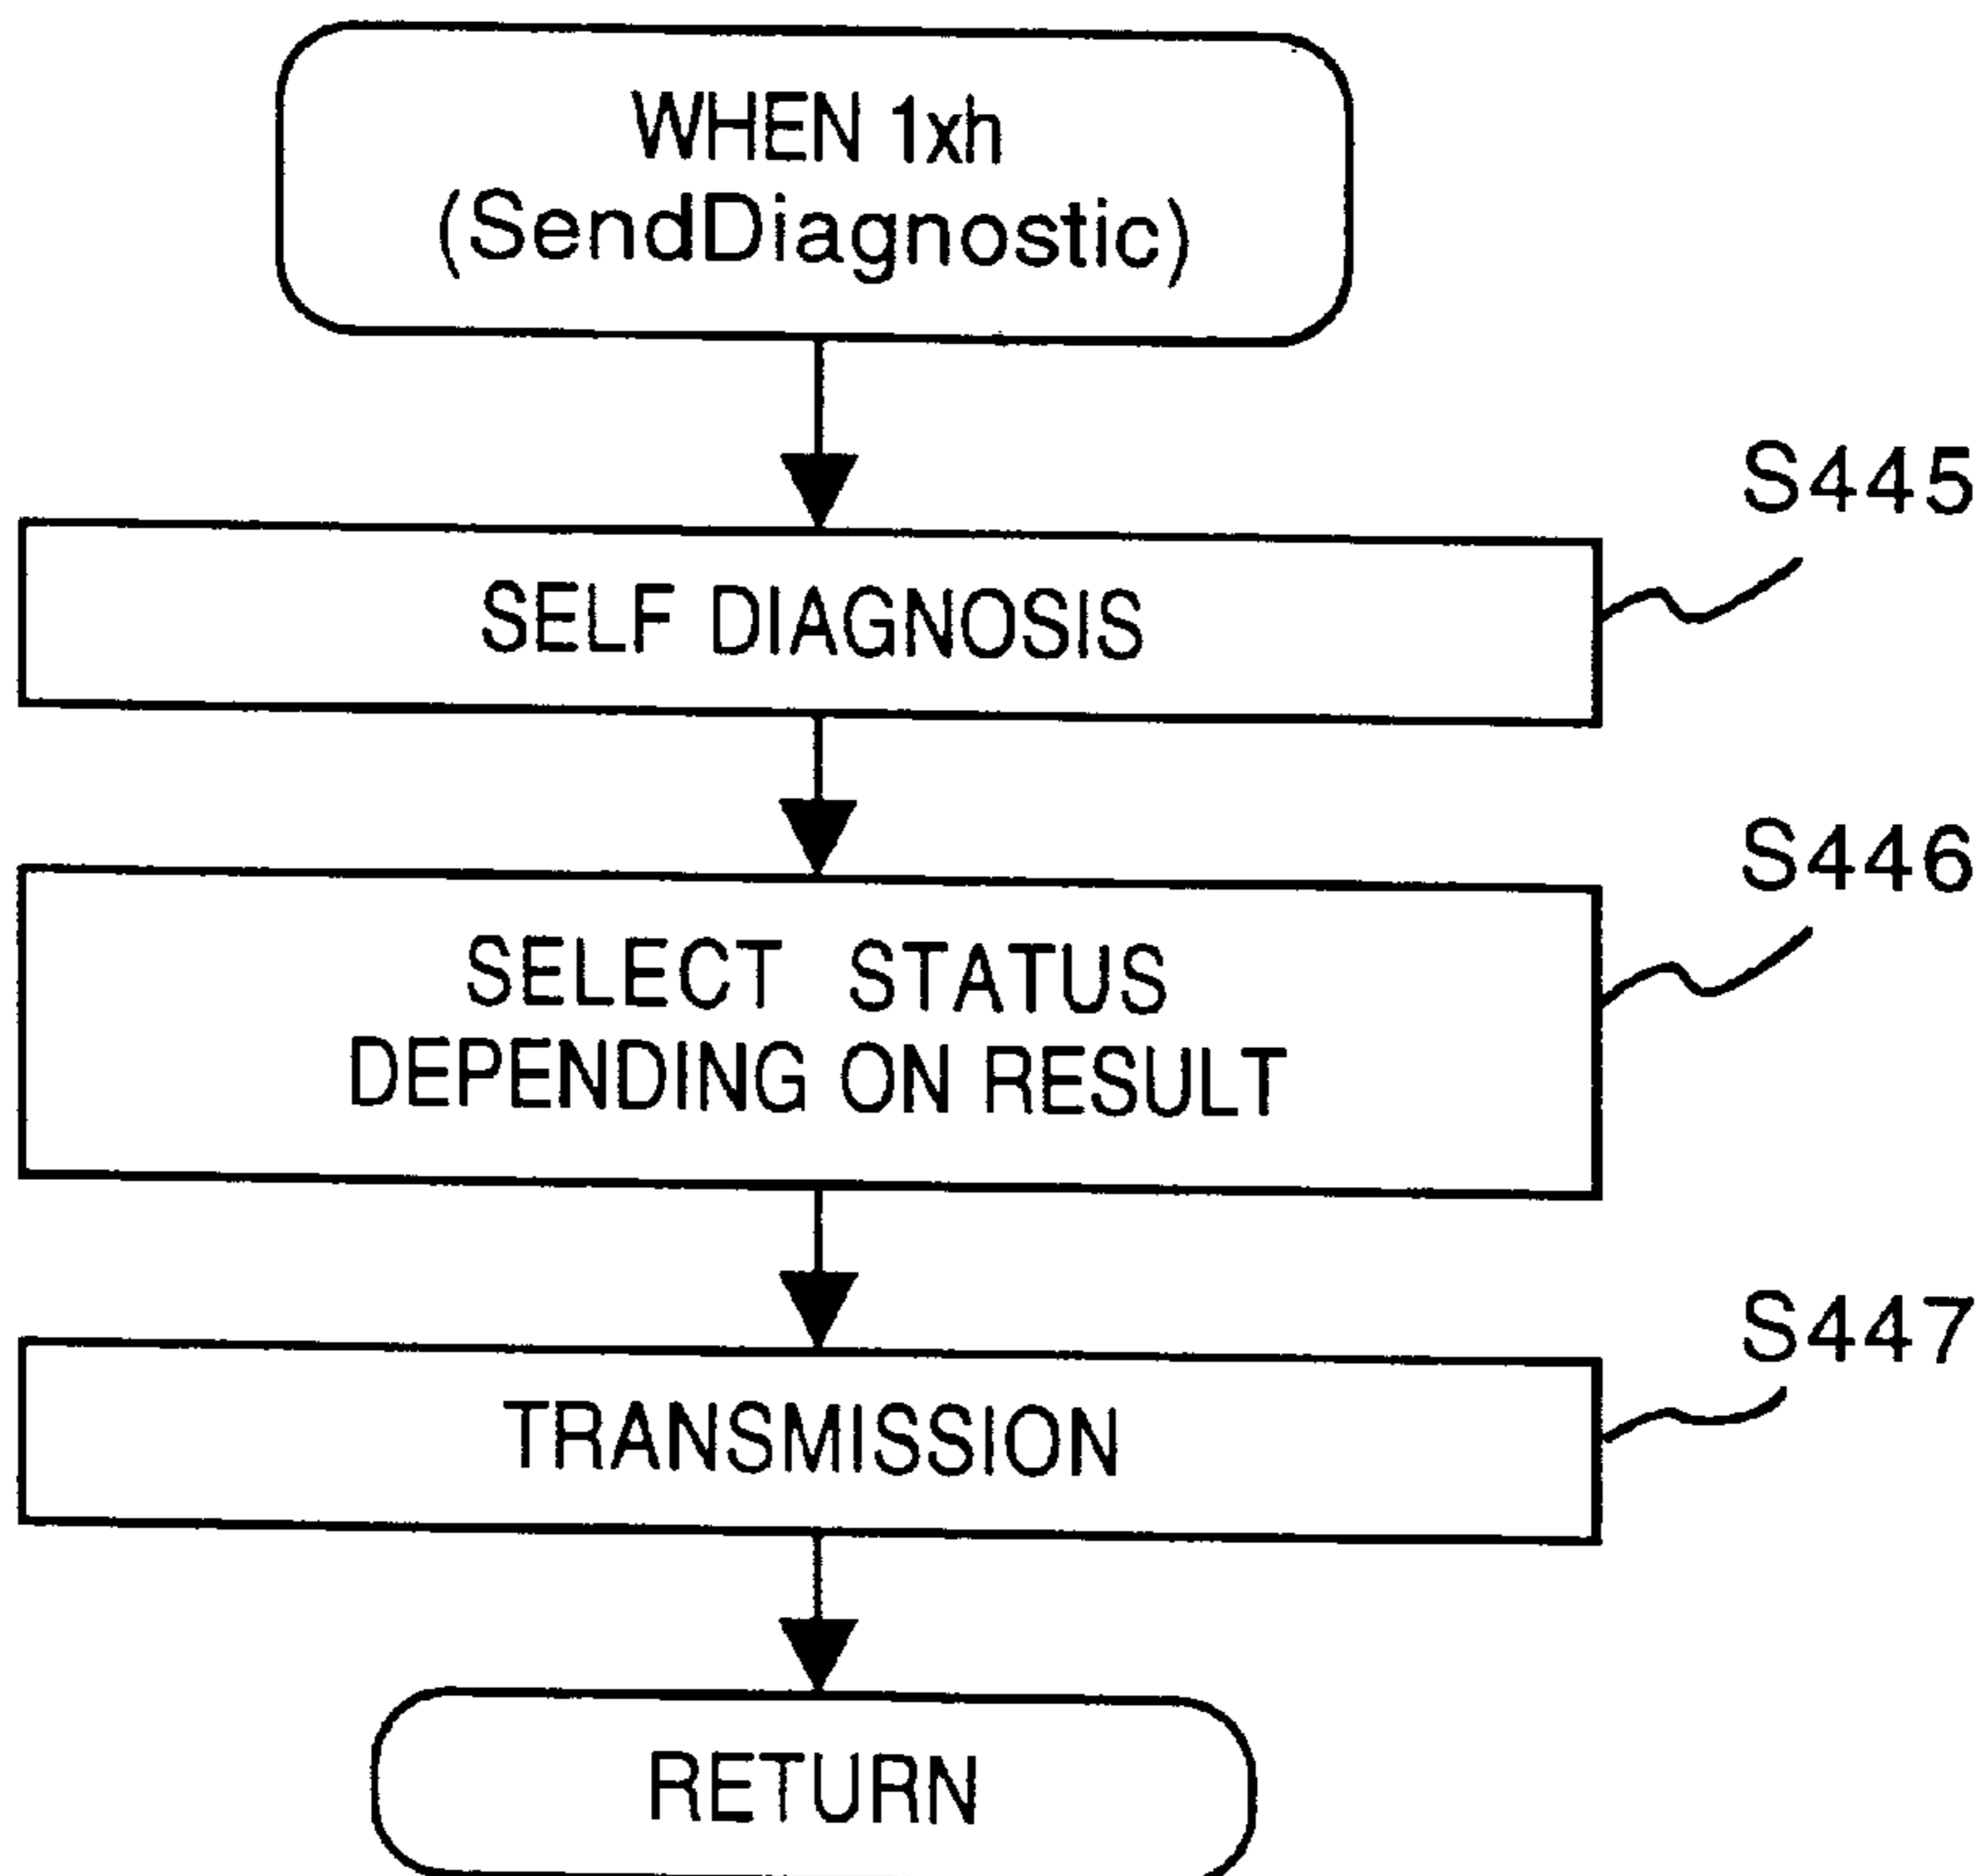 WHEN 1xh
(SendDiagnostic)
S445
SELF DIAGNOSIS
S446
SELECT STATUS
DEPENDING ON RESULT
S447
TRANSMISSION
RETURN